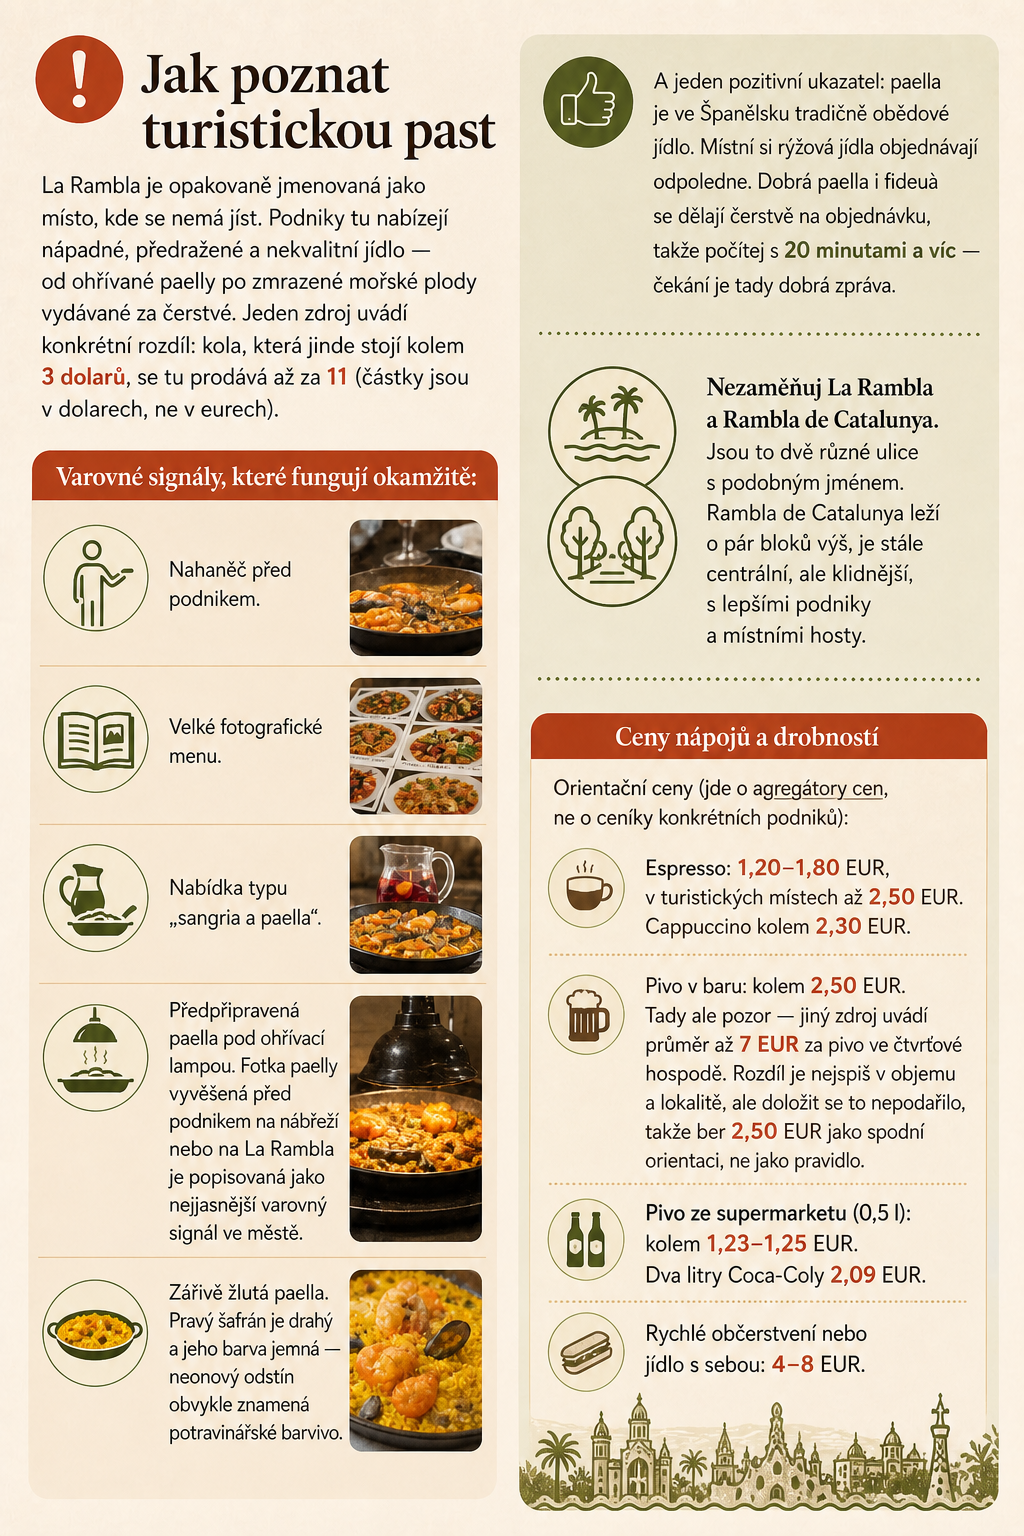 Jak poznat
turistickou past
La Rambla je opakovaně jmenovaná jako
místo, kde se nemá jíst. Podniky tu nabízejí
nápadné, předražené a nekvalitní jídlo —
od ohřívané paelly po zmrazené mořské plody
vydávané za čerstvé. Jeden zdroj uvádí
konkrétní rozdíl: kola, která jinde stojí kolem
3 dolarů, se tu prodává až za 11 (částky jsou
v dolarech, ne v eurech).
Varovné signály, které fungují okamžitě:
Nahaněč před
podnikem.
Velké fotografické
menu.
Nabídka typu
„sangria a paella“.
Předpřipravená
paella pod ohřívací
lampou. Fotka paelly
vyvěšená před
podnikem na nábřeží
nebo na La Rambla
je popisovaná jako
nejjasnější varovný
signál ve městě.
Zářivě žlutá paella.
Pravý šafrán je drahý
a jeho barva jemná —
neonový odstín
obvykle znamená
potravinářské barvivo.
A jeden pozitivní ukazatel: paella
je ve Španělsku tradičně obědové
jídlo. Místní si rýžová jídla objednávají
odpoledne. Dobrá paella i fideuà
se dělají čerstvě na objednávku,
takže počítej s 20 minutami a víc —
čekání je tady dobrá zpráva.
Nezaměňuj La Rambla
a Rambla de Catalunya.
Jsou to dvě různé ulice
s podobným jménem.
Rambla de Catalunya leží
o pár bloků výš, je stále
centrální, ale klidnější,
s lepšími podniky
a místními hosty.
Ceny nápojů a drobností
Orientační ceny (jde o agregátory cen,
ne o ceníky konkrétních podniků):
Espresso: 1,20–1,80 EUR,
v turistických místech až 2,50 EUR.
Cappuccino kolem 2,30 EUR.
Pivo v baru: kolem 2,50 EUR.
Tady ale pozor — jiný zdroj uvádí
průměr až 7 EUR za pivo ve čtvrťové
hospodě. Rozdíl je nejspiš v objemu
a lokalitě, ale doložit se to nepodařilo,
takže ber 2,50 EUR jako spodní
orientaci, ne jako pravidlo.
Pivo ze supermarketu (0,5 l):
kolem 1,23–1,25 EUR.
Dva litry Coca-Coly 2,09 EUR.
Rychlé občerstvení nebo
jídlo s sebou: 4–8 EUR.